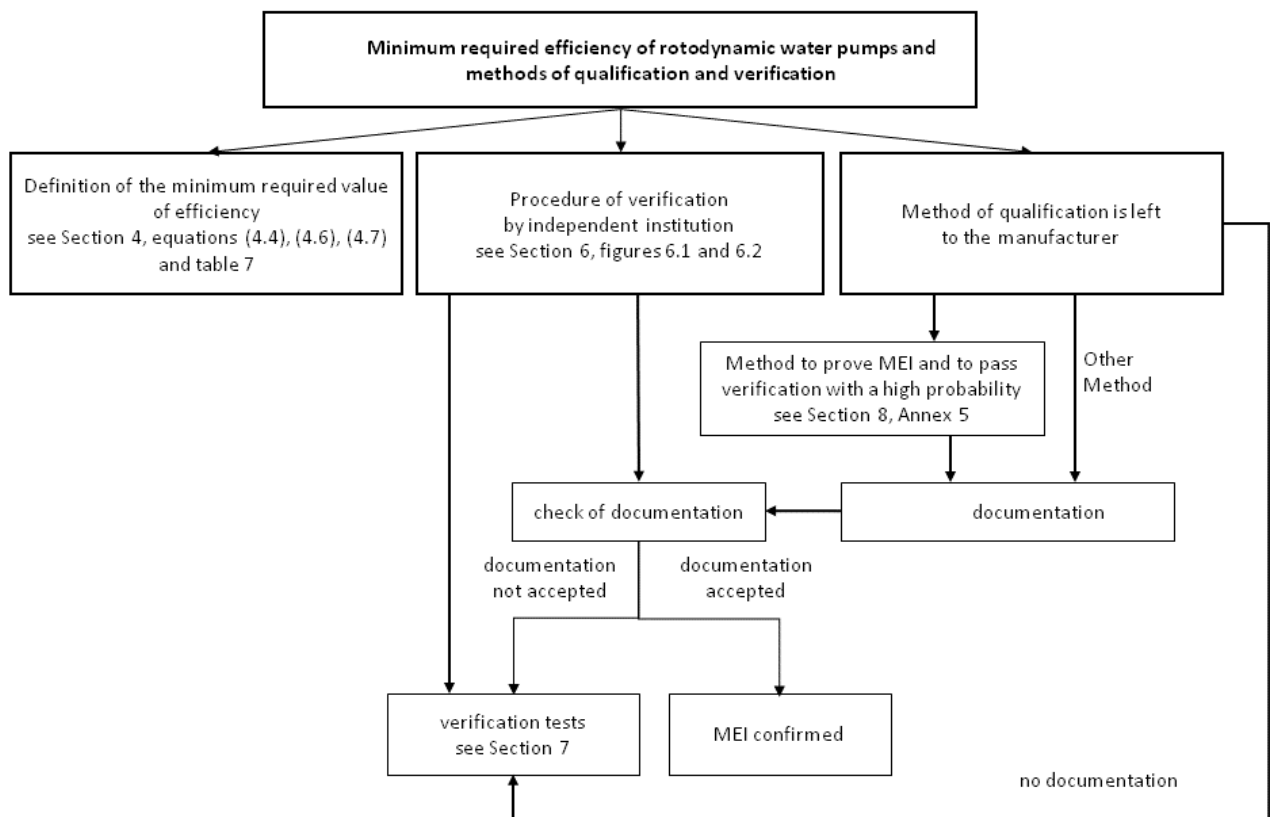 Minimum required efficiency of rotodynamic water pumps and
methods of qualification and verification
Definition of the minimum required value
of efficiency
see Section 4, equations (4.4), (4.6), (4.7)
and table 7
Procedure of verification
by independent institution
see Section 6, figures 6.1 and 6.2
Method of qualification is left
to the manufacturer
Method to prove MEI and to pass
verification with a high probability
see Section 8, Annex 5
Other
Method
check of documentation
documentation
documentation
not accepted
documentation
accepted
verification tests
see Section 7
MEI confirmed
no documentation